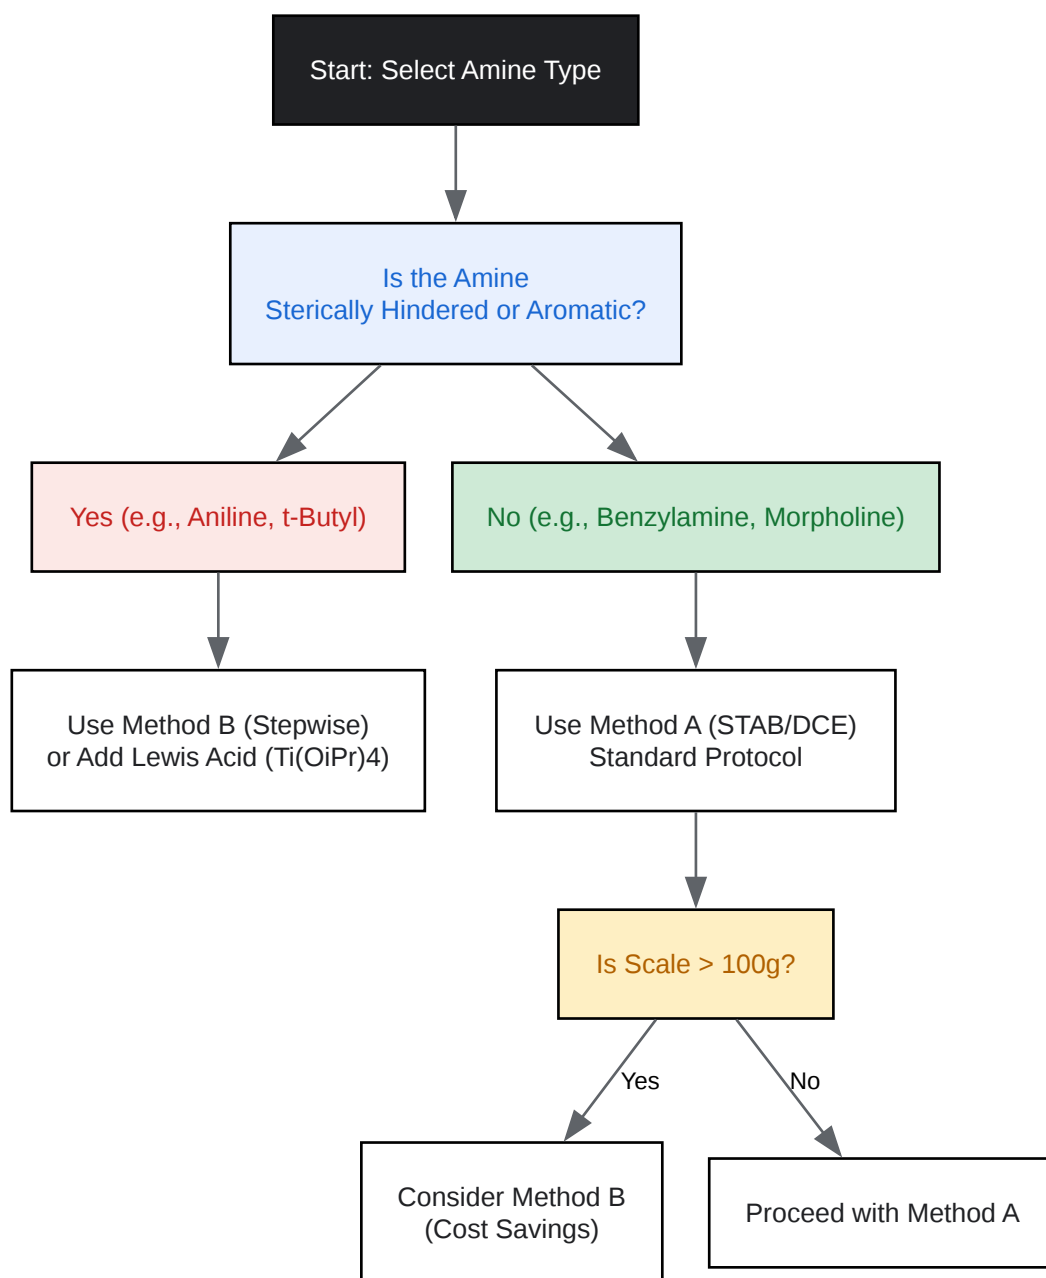 Start: Select Amine Type
Is the Amine
Sterically Hindered or Aromatic?
Yes (e.g., Aniline, t-Butyl)
No (e.g., Benzylamine, Morpholine)
Use Method B (Stepwise)
or Add Lewis Acid (Ti(OiPr)4)
Use Method A (STAB/DCE)
Standard Protocol
Is Scale > 100g?
Yes
No
Consider Method B
(Cost Savings)
Proceed with Method A